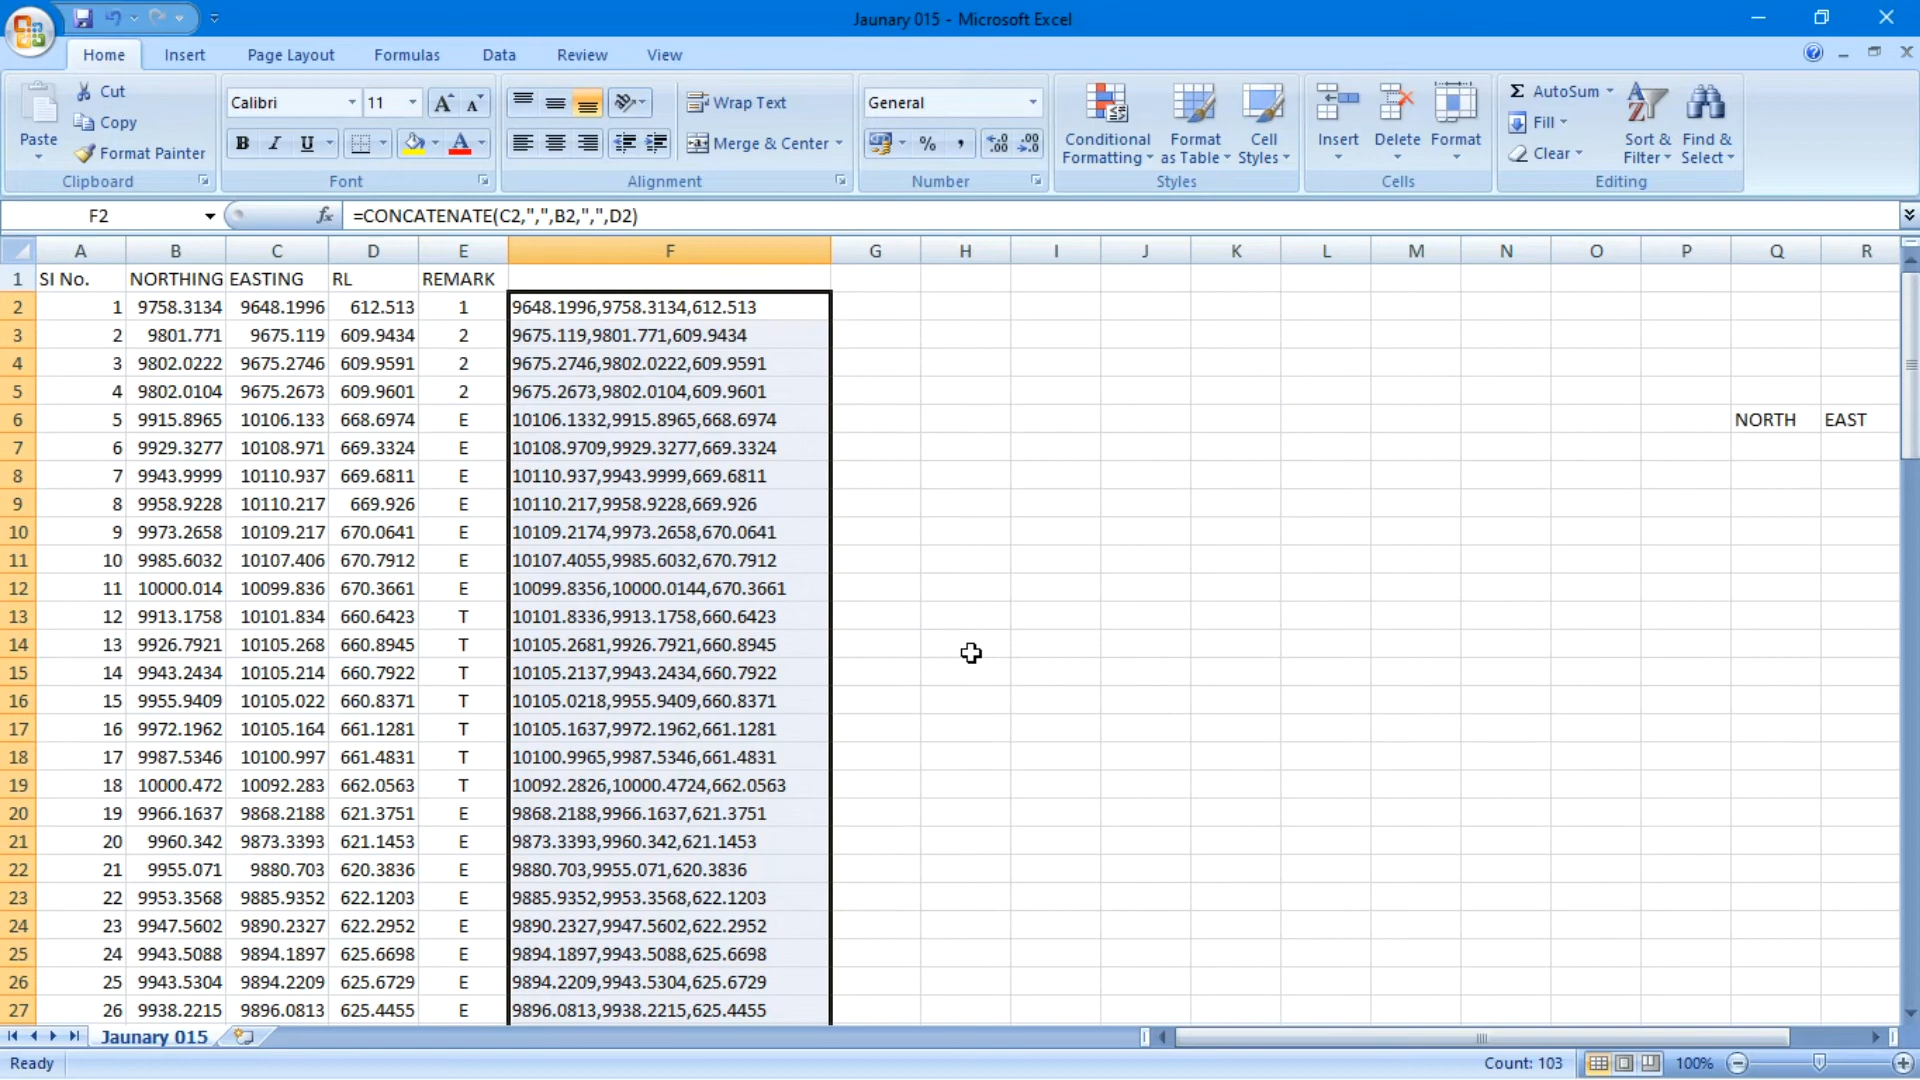 Jaunary 015 - Microsoft Excel
Home Insert Page Layout Formulas Data Review View
Paste Cut Copy Format Painter Clipboard
Calibri 11 A A B I U A Font
Wrap Text Merge & Center Alignment
General % , .0 .00 .00 .0 Number
Conditional Formatting Format as Table Cell Styles Styles
Insert Delete Format Cells
Σ AutoSum Fill Clear Sort & Filter Find & Select Editing
F2 fx =CONCATENATE(C2,",",B2,",",D2)
A B C D E F G H I J K L M N O P Q R
1 SI No. NORTHING EASTING RL REMARK
2 1 9758.3134 9648.1996 612.513 1 9648.1996,9758.3134,612.513
3 2 9801.771 9675.119 609.9434 2 9675.119,9801.771,609.9434
4 3 9802.0222 9675.2746 609.9591 2 9675.2746,9802.0222,609.9591
5 4 9802.0104 9675.2673 609.9601 2 9675.2673,9802.0104,609.9601
6 5 9915.8965 10106.133 668.6974 E 10106.1332,9915.8965,668.6974 NORTH EAST
7 6 9929.3277 10108.971 669.3324 E 10108.9709,9929.3277,669.3324
8 7 9943.9999 10110.937 669.6811 E 10110.937,9943.9999,669.6811
9 8 9958.9228 10110.217 669.926 E 10110.217,9958.9228,669.926
10 9 9973.2658 10109.217 670.0641 E 10109.2174,9973.2658,670.0641
11 10 9985.6032 10107.406 670.7912 E 10107.4055,9985.6032,670.7912
12 11 10000.014 10099.836 670.3661 E 10099.8356,10000.0144,670.3661
13 12 9913.1758 10101.834 660.6423 T 10101.8336,9913.1758,660.6423
14 13 9926.7921 10105.268 660.8945 T 10105.2681,9926.7921,660.8945
15 14 9943.2434 10105.214 660.7922 T 10105.2137,9943.2434,660.7922
16 15 9955.9409 10105.022 660.8371 T 10105.0218,9955.9409,660.8371
17 16 9972.1962 10105.164 661.1281 T 10105.1637,9972.1962,661.1281
18 17 9987.5346 10100.997 661.4831 T 10100.9965,9987.5346,661.4831
19 18 10000.472 10092.283 662.0563 T 10092.2826,10000.4724,662.0563
20 19 9966.1637 9868.2188 621.3751 E 9868.2188,9966.1637,621.3751
21 20 9960.342 9873.3393 621.1453 E 9873.3393,9960.342,621.1453
22 21 9955.071 9880.703 620.3836 E 9880.703,9955.071,620.3836
23 22 9953.3568 9885.9352 622.1203 E 9885.9352,9953.3568,622.1203
24 23 9947.5602 9890.2327 622.2952 E 9890.2327,9947.5602,622.2952
25 24 9943.5088 9894.1897 625.6698 E 9894.1897,9943.5088,625.6698
26 25 9943.5304 9894.2209 625.6729 E 9894.2209,9943.5304,625.6729
27 26 9938.2215 9896.0813 625.4455 E 9896.0813,9938.2215,625.4455
Jaunary 015
Ready Count: 103 100%